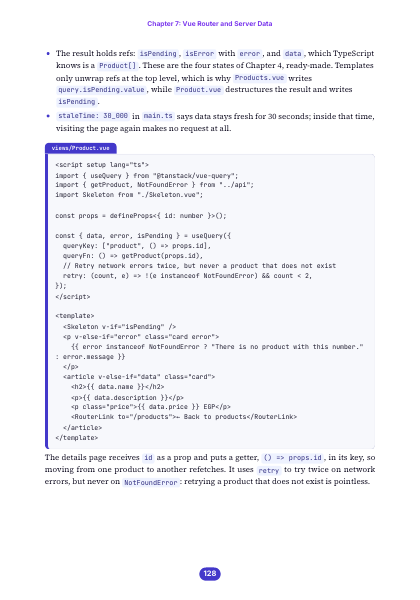 Chapter 7: Vue Router and Server Data
• The result holds refs: isPending, isError with error, and data, which TypeScript
knows is a Product[]. These are the four states of Chapter 4, ready-made. Templates
only unwrap refs at the top level, which is why Products.vue writes
query.isPending.value, while Product.vue destructures the result and writes
isPending.
• staleTime: 30_000 in main.ts says data stays fresh for 30 seconds; inside that time,
visiting the page again makes no request at all.
views/Product.vue
<script setup lang="ts">
import { useQuery } from "@tanstack/vue-query";
import { getProduct, NotFoundError } from "../api";
import Skeleton from "./Skeleton.vue";
const props = defineProps<{ id: number }>();
const { data, error, isPending } = useQuery({
  queryKey: ["product", () => props.id],
  queryFn: () => getProduct(props.id),
  // Retry network errors twice, but never a product that does not exist
  retry: (count, e) => !(e instanceof NotFoundError) && count < 2,
});
</script>
<template>
  <Skeleton v-if="isPending" />
  <p v-else-if="error" class="card error">
    {{ error instanceof NotFoundError ? "There is no product with this number."
: error.message }}
  </p>
  <article v-else-if="data" class="card">
    <h2>{{ data.name }}</h2>
    <p>{{ data.description }}</p>
    <p class="price">{{ data.price }} EGP</p>
    <RouterLink to="/products">← Back to products</RouterLink>
  </article>
</template>
The details page receives id as a prop and puts a getter, () => props.id, in its key, so
moving from one product to another refetches. It uses retry to try twice on network
errors, but never on NotFoundError: retrying a product that does not exist is pointless.
128